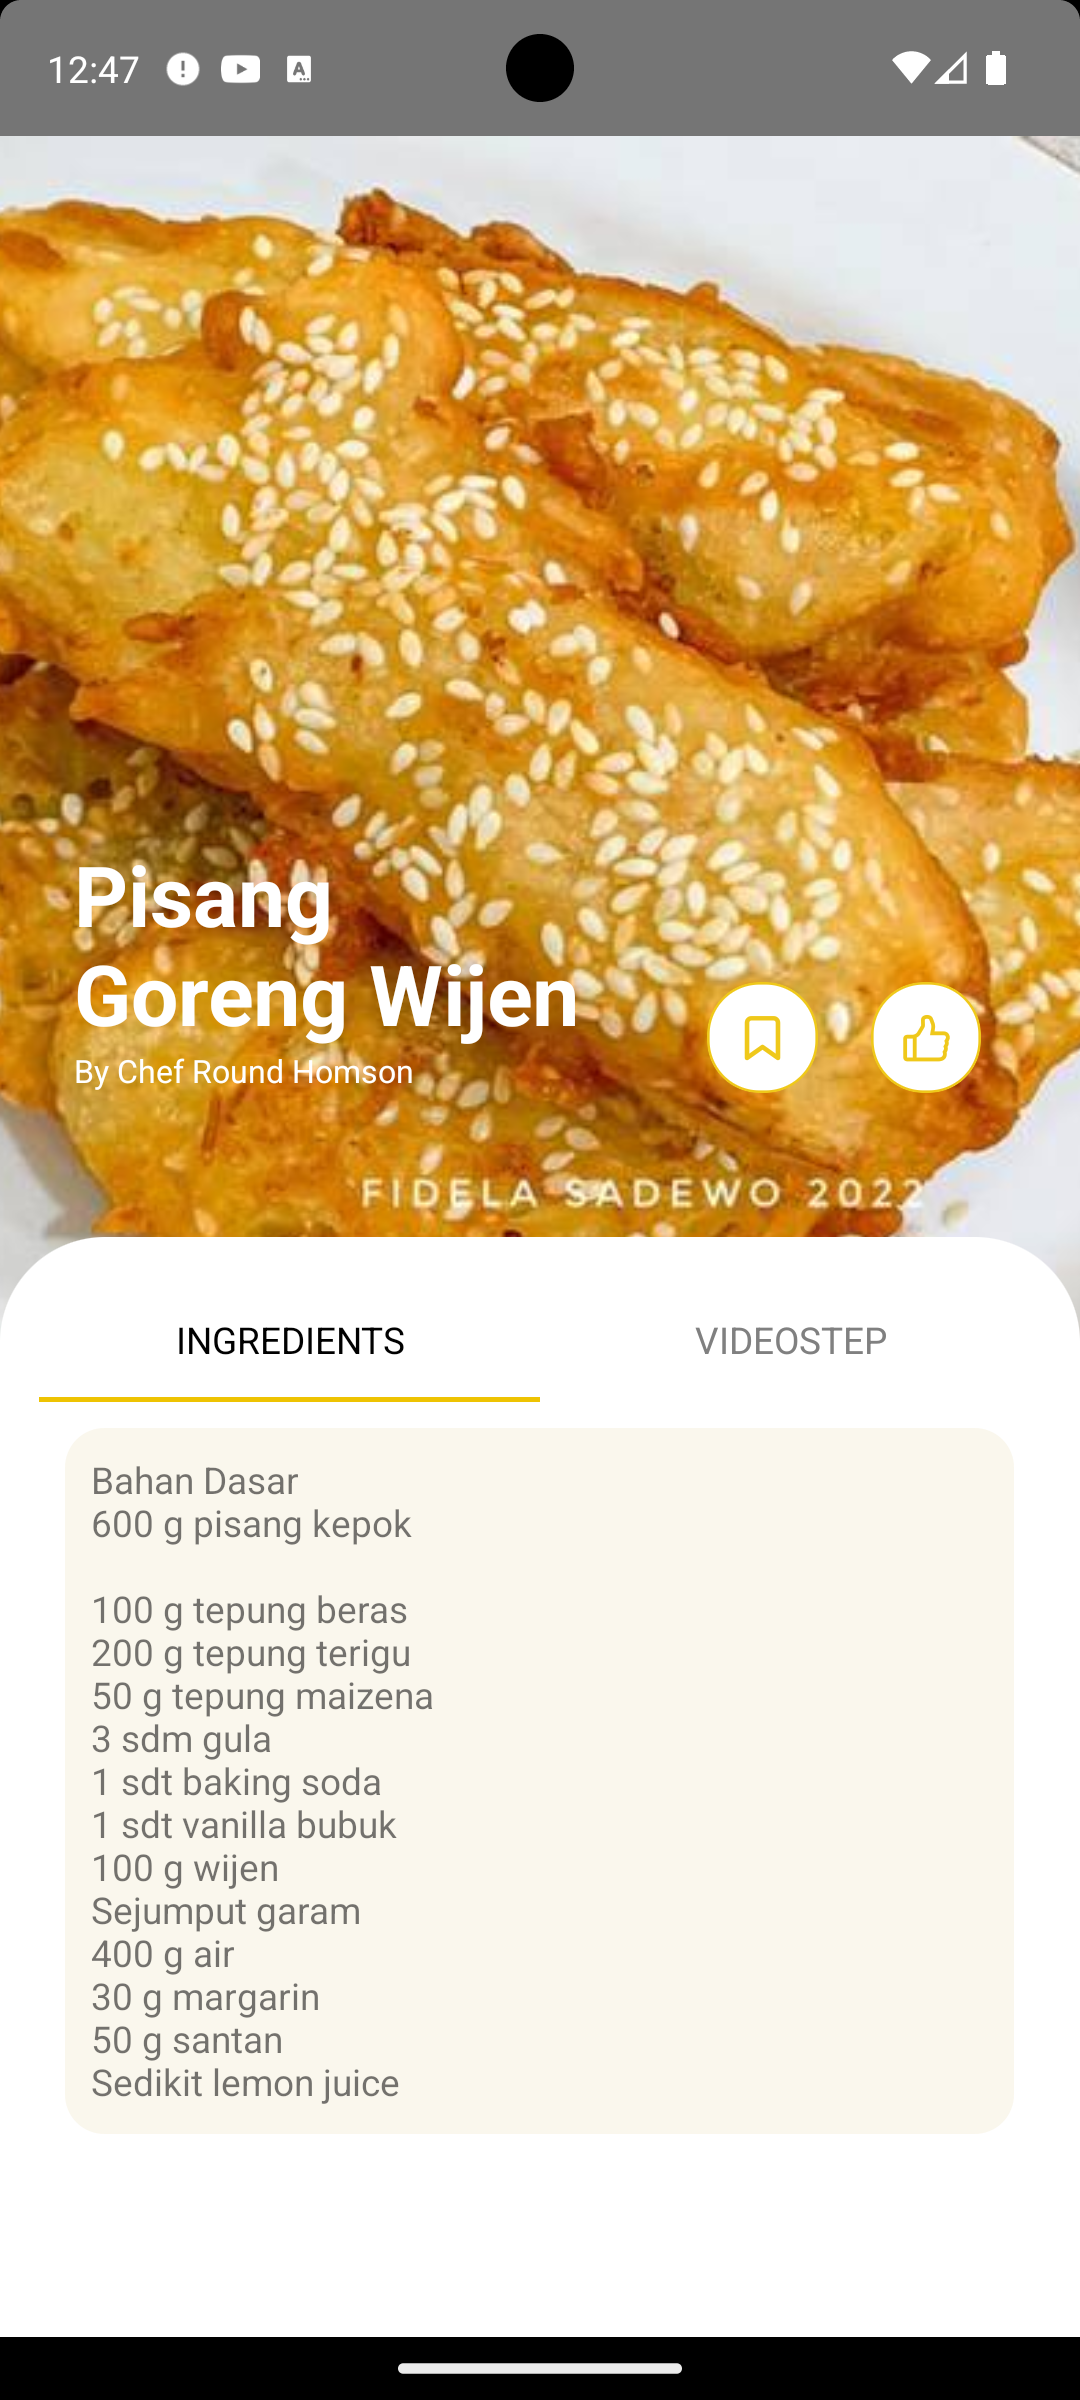 12:47
Pisang
Goreng Wijen
By Chef Round Homson
FIDELA SADEWO 2022
INGREDIENTS
VIDEOSTEP
Bahan Dasar
600 g pisang kepok
100 g tepung beras
200 g tepung terigu
50 g tepung maizena
3 sdm gula
1 sdt baking soda
1 sdt vanilla bubuk
100 g wijen
Sejumput garam
400 g air
30 g margarin
50 g santan
Sedikit lemon juice